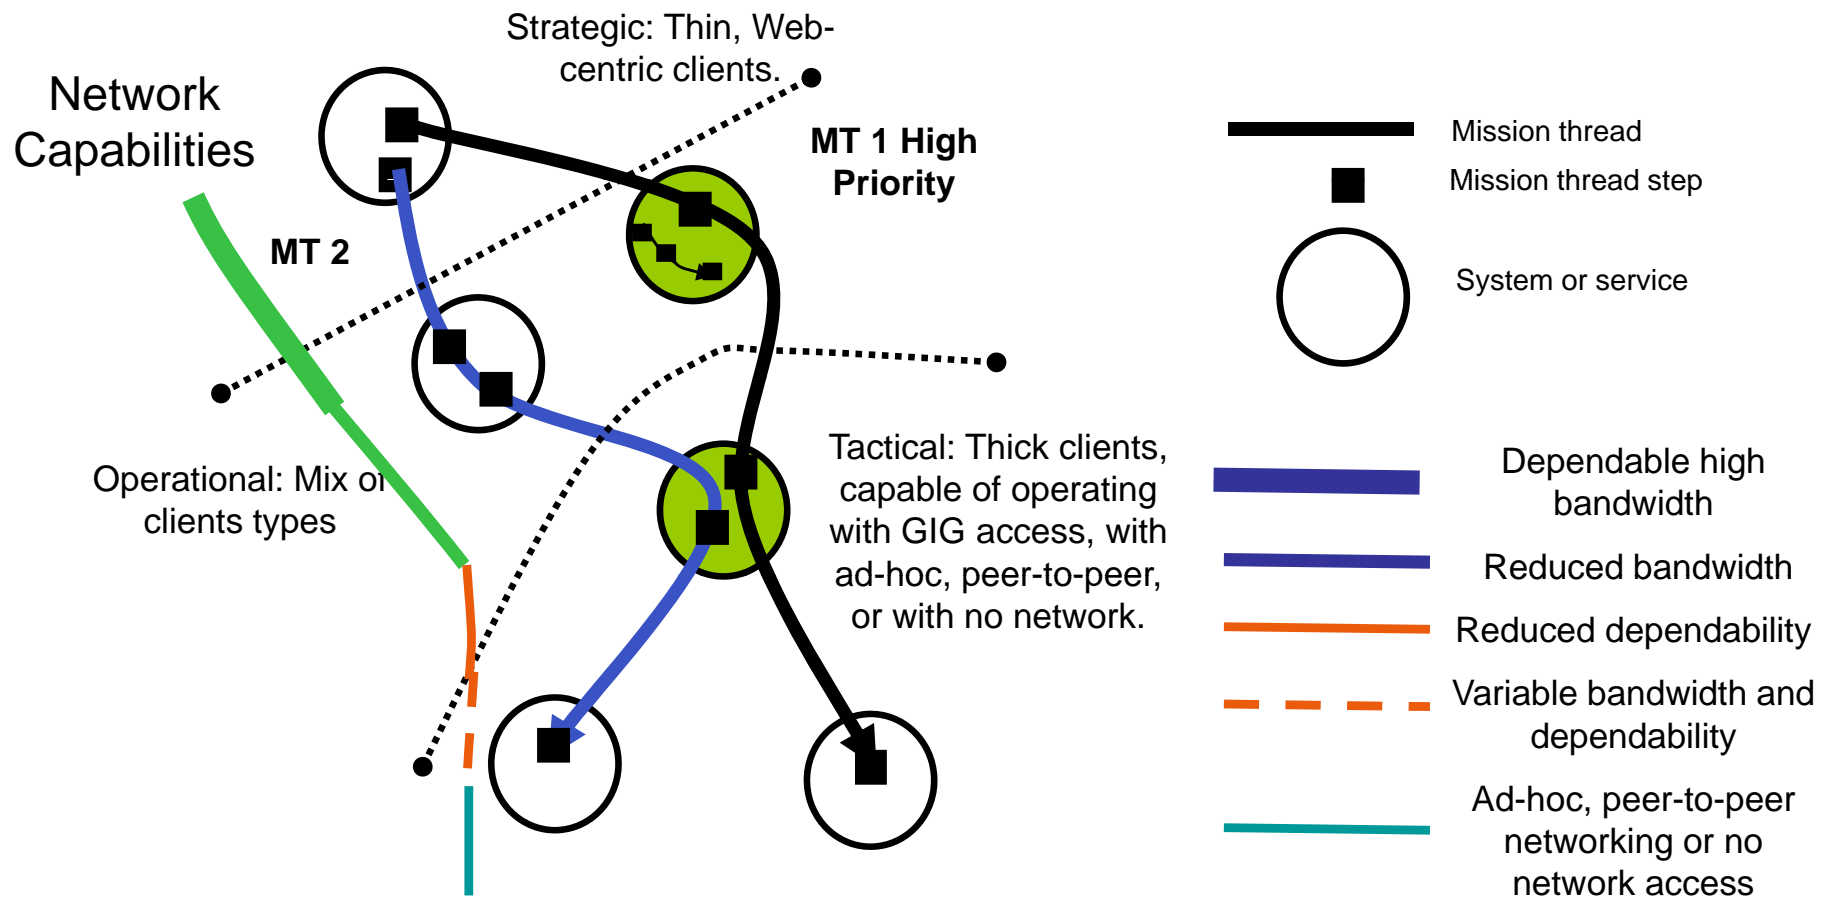 Strategic: Thin, Web-
centric clients.
Network
Capabilities
MT 1 High
Priority
MT 2
Operational: Mix of
clients types
Tactical: Thick clients,
capable of operating
with GIG access, with
ad-hoc, peer-to-peer,
or with no network.
Mission thread
Mission thread step
System or service
Dependable high
bandwidth
Reduced bandwidth
Reduced dependability
Variable bandwidth and
dependability
Ad-hoc, peer-to-peer
networking or no
network access